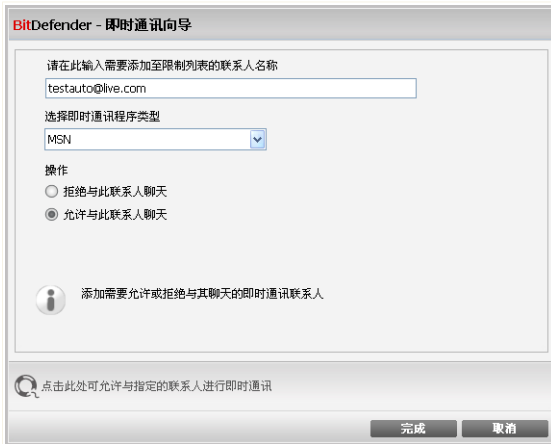 BitDefender - 即时通讯向导
请在此输入需要添加至限制列表的联系人名称
testauto@live.com
选择即时通讯程序类型
MSN
操作
拒绝与此联系人聊天
允许与此联系人聊天
添加需要允许或拒绝与其聊天的即时通讯联系人
点击此处可允许与指定的联系人进行即时通讯
完成 取消